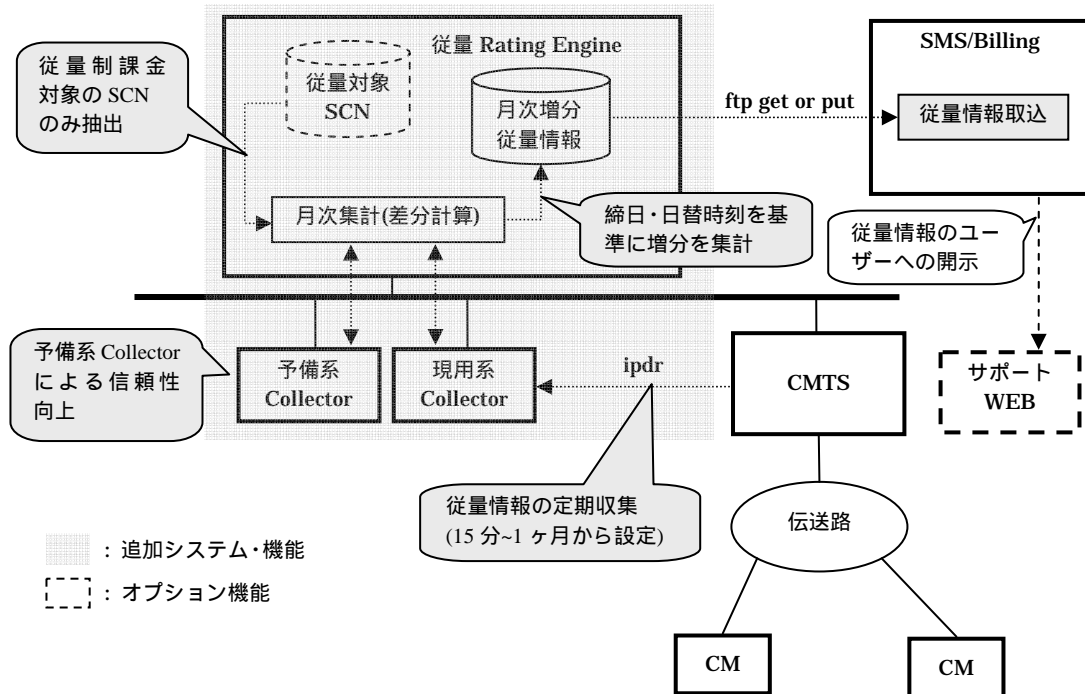 従量 Rating Engine
SMS/Billing
従量制課金
対象の SCN
のみ抽出
従量対象
SCN
月次増分
従量情報
ftp get or put
従量情報取込
月次集計(差分計算)
締日・日替時刻を基
準に増分を集計
従量情報のユー
ザーへの開示
予備系 Collector
による信頼性
向上
予備系
Collector
現用系
Collector
ipdr
CMTS
サポート
WEB
従量情報の定期収集
(15 分~1 ヶ月から設定)
伝送路
: 追加システム・機能
: オプション機能
CM
CM